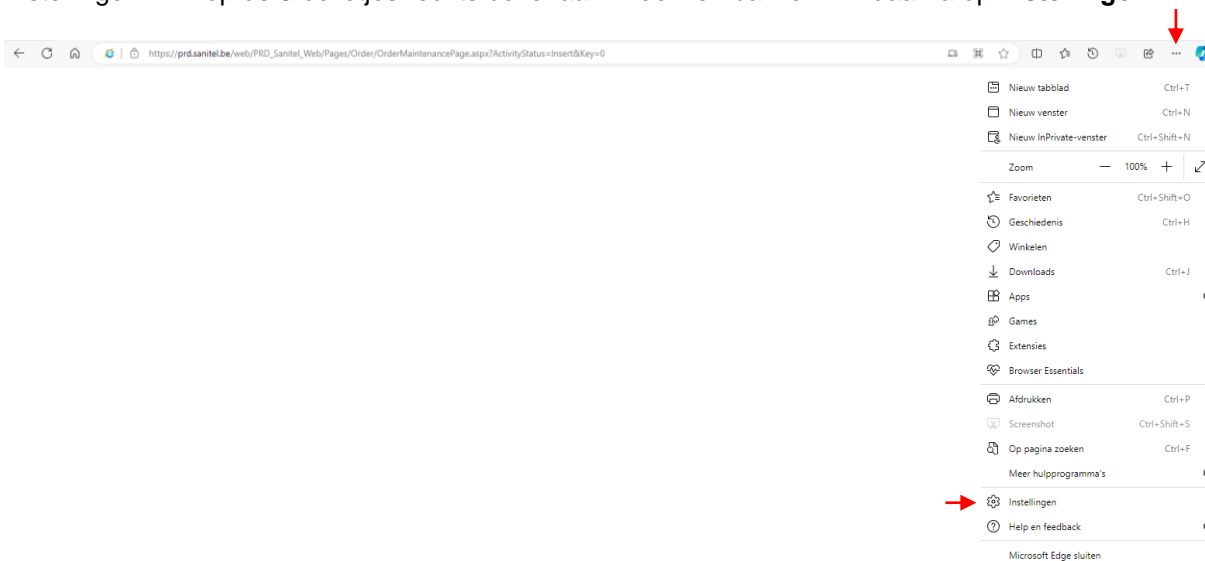 https://prd.sanitel.be/web/PRD_Sanitel_Web/Pages/Order/OrderMaintenancePage.aspx?ActivityStatus=Insert&Key=0
Nieuw tabblad Ctrl+T
Nieuw venster Ctrl+N
Nieuw InPrivate-venster Ctrl+Shift+N
Zoom — 100% +
Favorieten Ctrl+Shift+O
Geschiedenis Ctrl+H
Winkelen
Downloads Ctrl+J
Apps
Games
Extensies
Browser Essentials
Afdrukken Ctrl+P
Screenshot Ctrl+Shift+S
Op pagina zoeken Ctrl+F
Meer hulpprogramma's
Instellingen
Help en feedback
Microsoft Edge sluiten